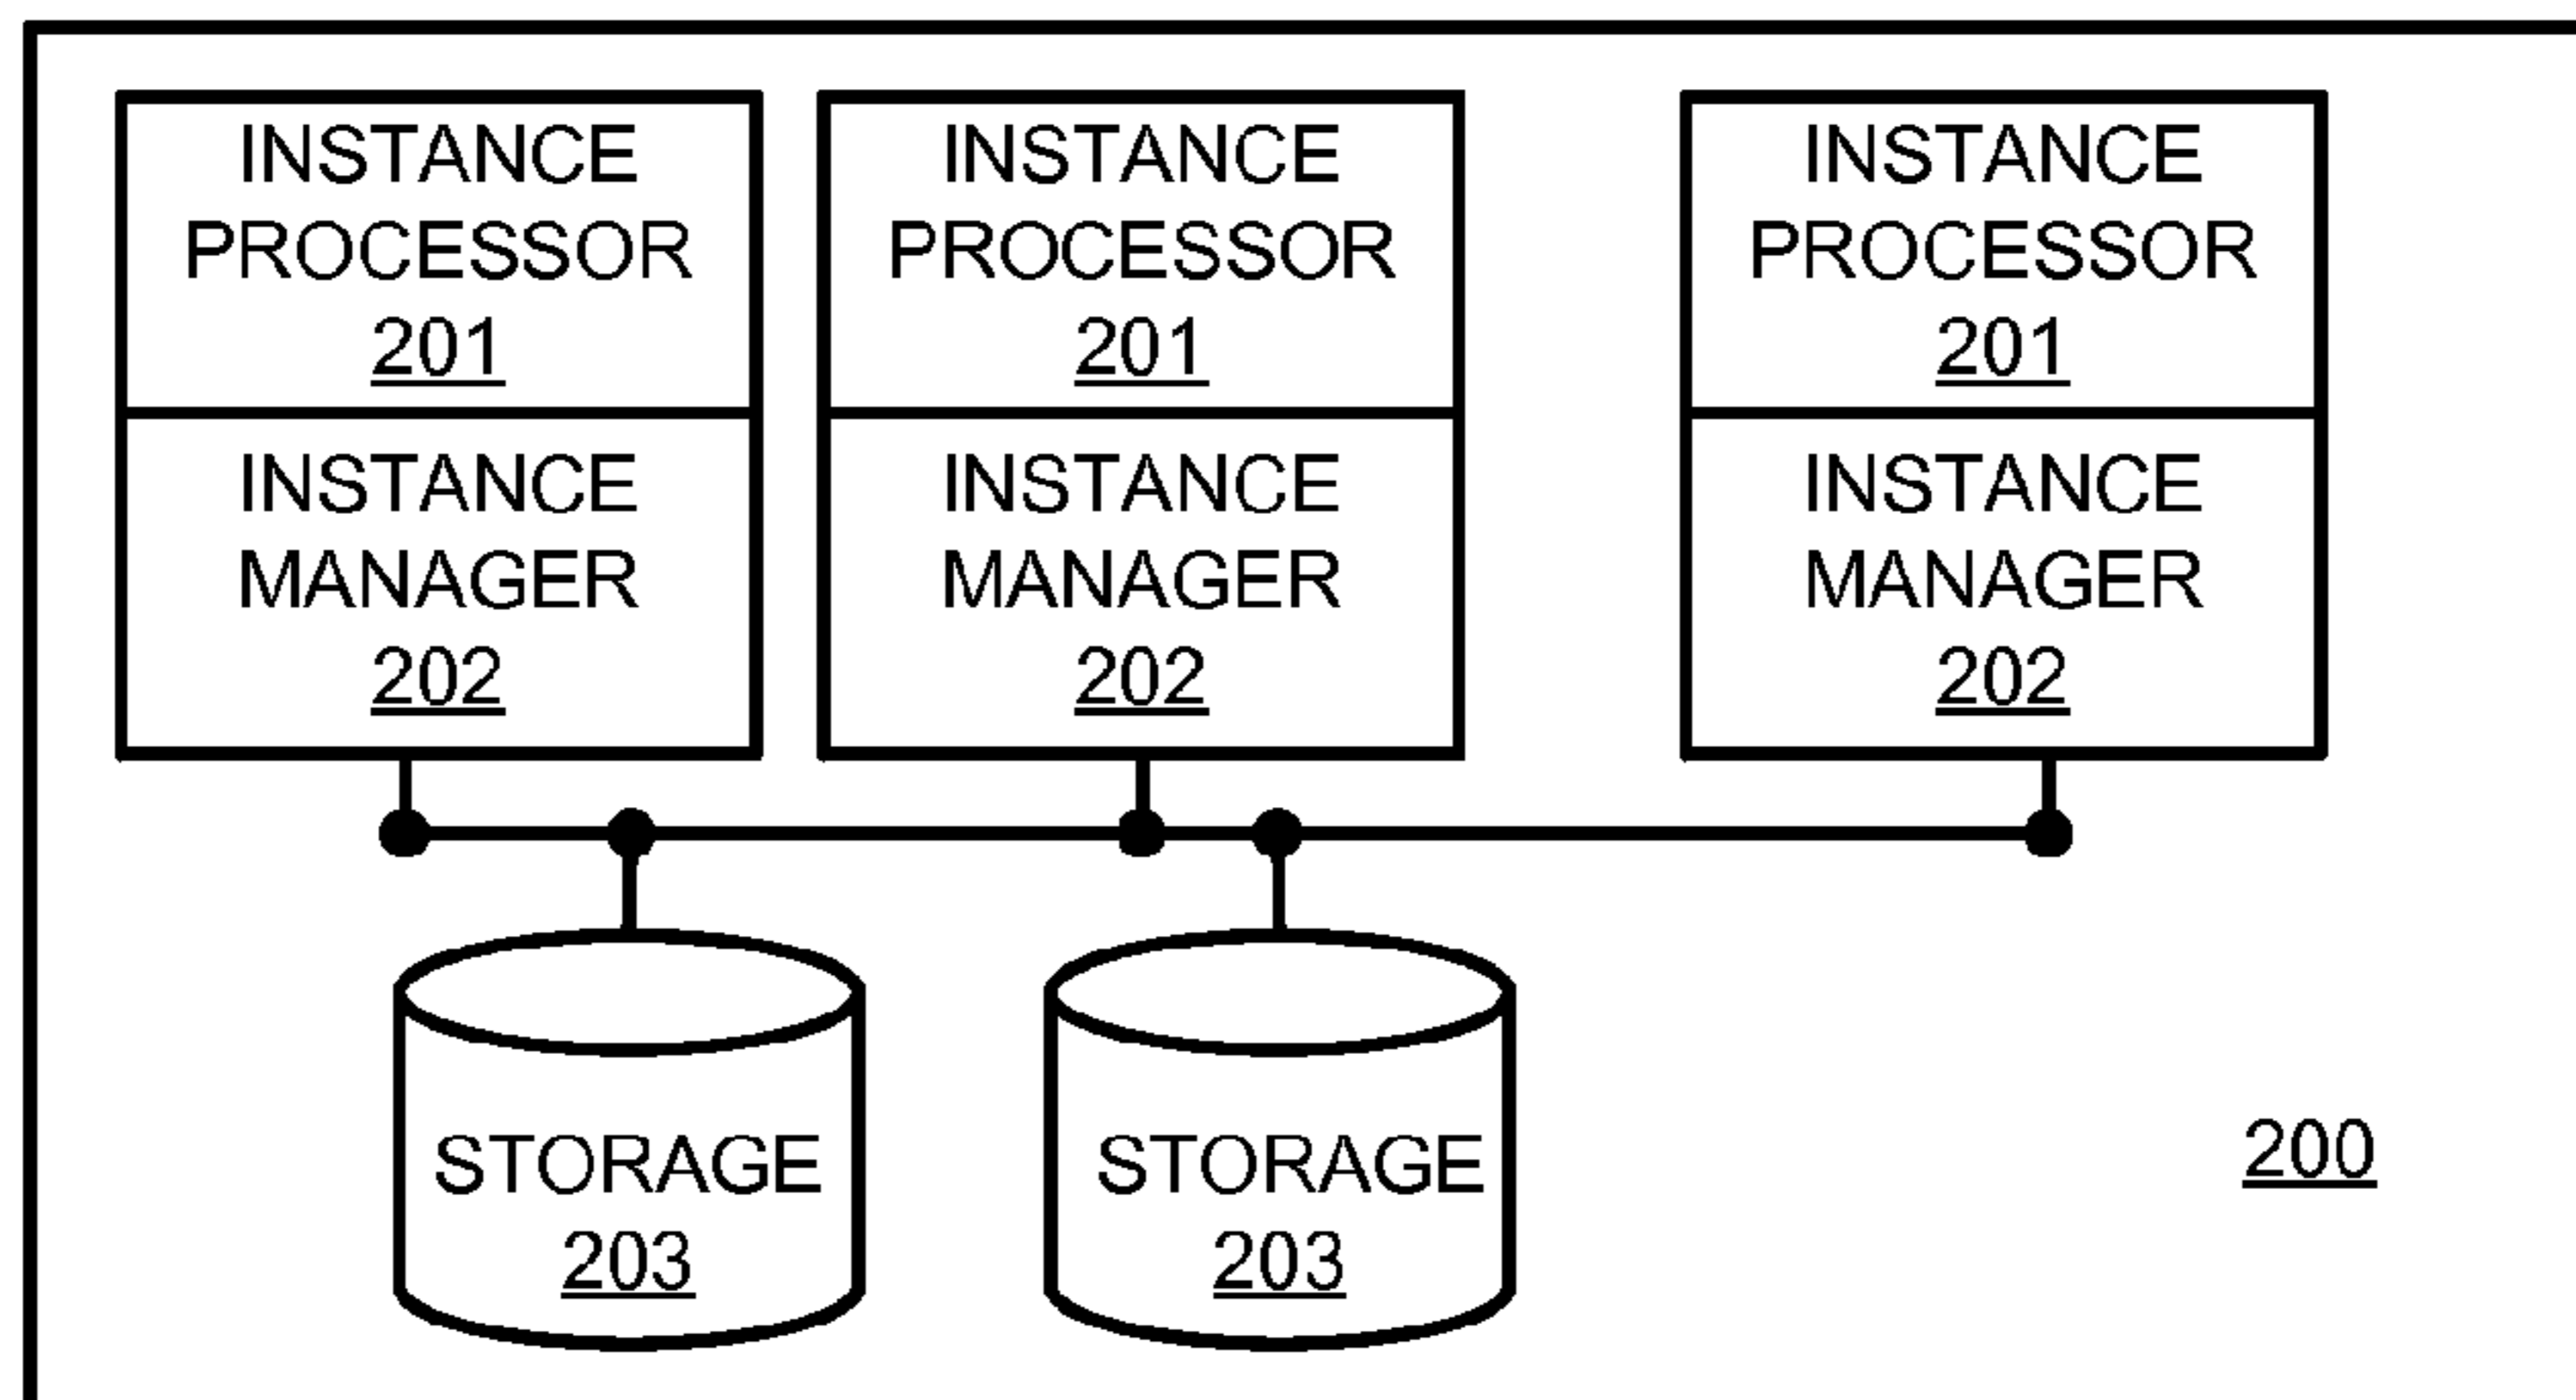 INSTANCE
PROCESSOR
201
INSTANCE
MANAGER
202
INSTANCE
PROCESSOR
201
INSTANCE
MANAGER
202
INSTANCE
PROCESSOR
201
INSTANCE
MANAGER
202
STORAGE
203
STORAGE
203
200